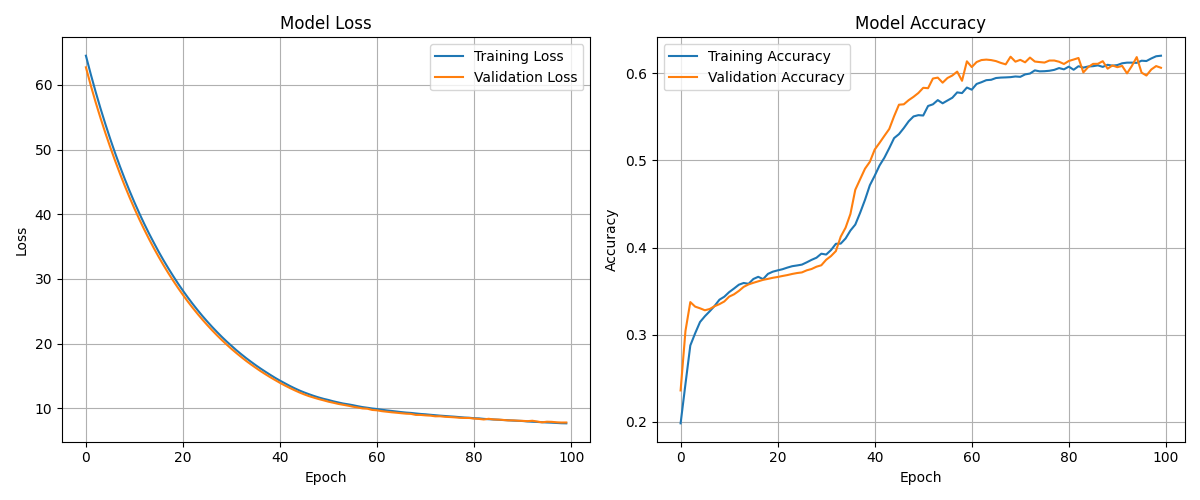 Model Loss
Training Loss
Validation Loss
60
50
40
30
20
10
0 20 40 60 80 100
Loss
Epoch
Model Accuracy
Training Accuracy
Validation Accuracy
0.6
0.5
0.4
0.3
0.2
0 20 40 60 80 100
Accuracy
Epoch